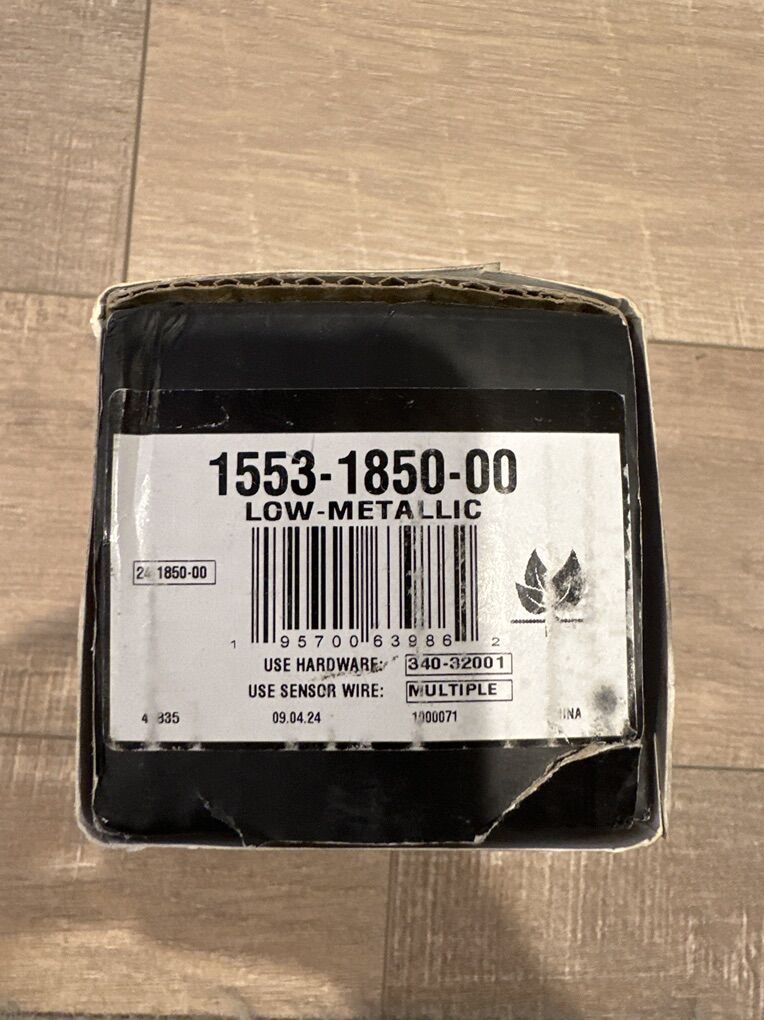 1553-1850-00
LOW-METALLIC
1850-00
1 95700 63986 2
USE HARDWARE: 340-32001
USE SENSOR WIRE: MULTIPLE
09.04.24